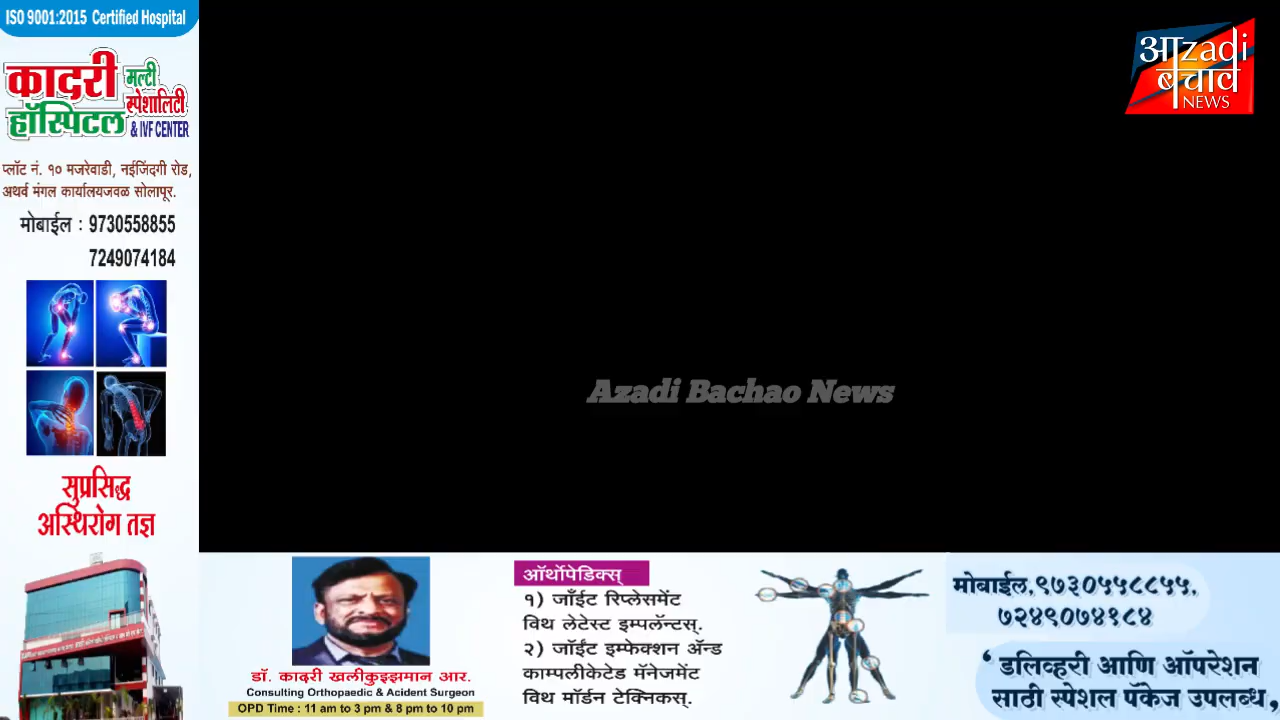 ISO 9001:2015 Certified Hospital
कादरी मल्टी
हॉस्पिटल स्पेशालिटी
& IVF CENTER
प्लॉट नं. १० मजरेवाडी, नईजिंदगी रोड,
अथर्व मंगल कार्यालयजवळ सोलापूर.
मोबाईल : 9730558855
7249074184
सुप्रसिद्ध
अस्थिरोग तज्ञ
आzadi
बचाव
NEWS
Azadi Bachao News
डॉ. कादरी खलीकुझ्झमान आर.
Consulting Orthopaedic & Acident Surgeon
OPD Time : 11 am to 3 pm & 8 pm to 10 pm
ऑर्थोपेडिक्स्
१) जॉईंट रिप्लेसमेंट
विथ लेटेस्ट इम्पलॅन्टस्.
२) जॉईंट इम्फेक्शन ॲन्ड
काम्पलीकेटेड मॅनेजमेंट
विथ मॉर्डन टेक्निकस्.
मोबाईल.९७३०५५८८५५,
७२४९०७४१८४
‘ डलिव्हरी आणि ऑपरेशन
साठी स्पेशल पॅकेज उपलब्ध,